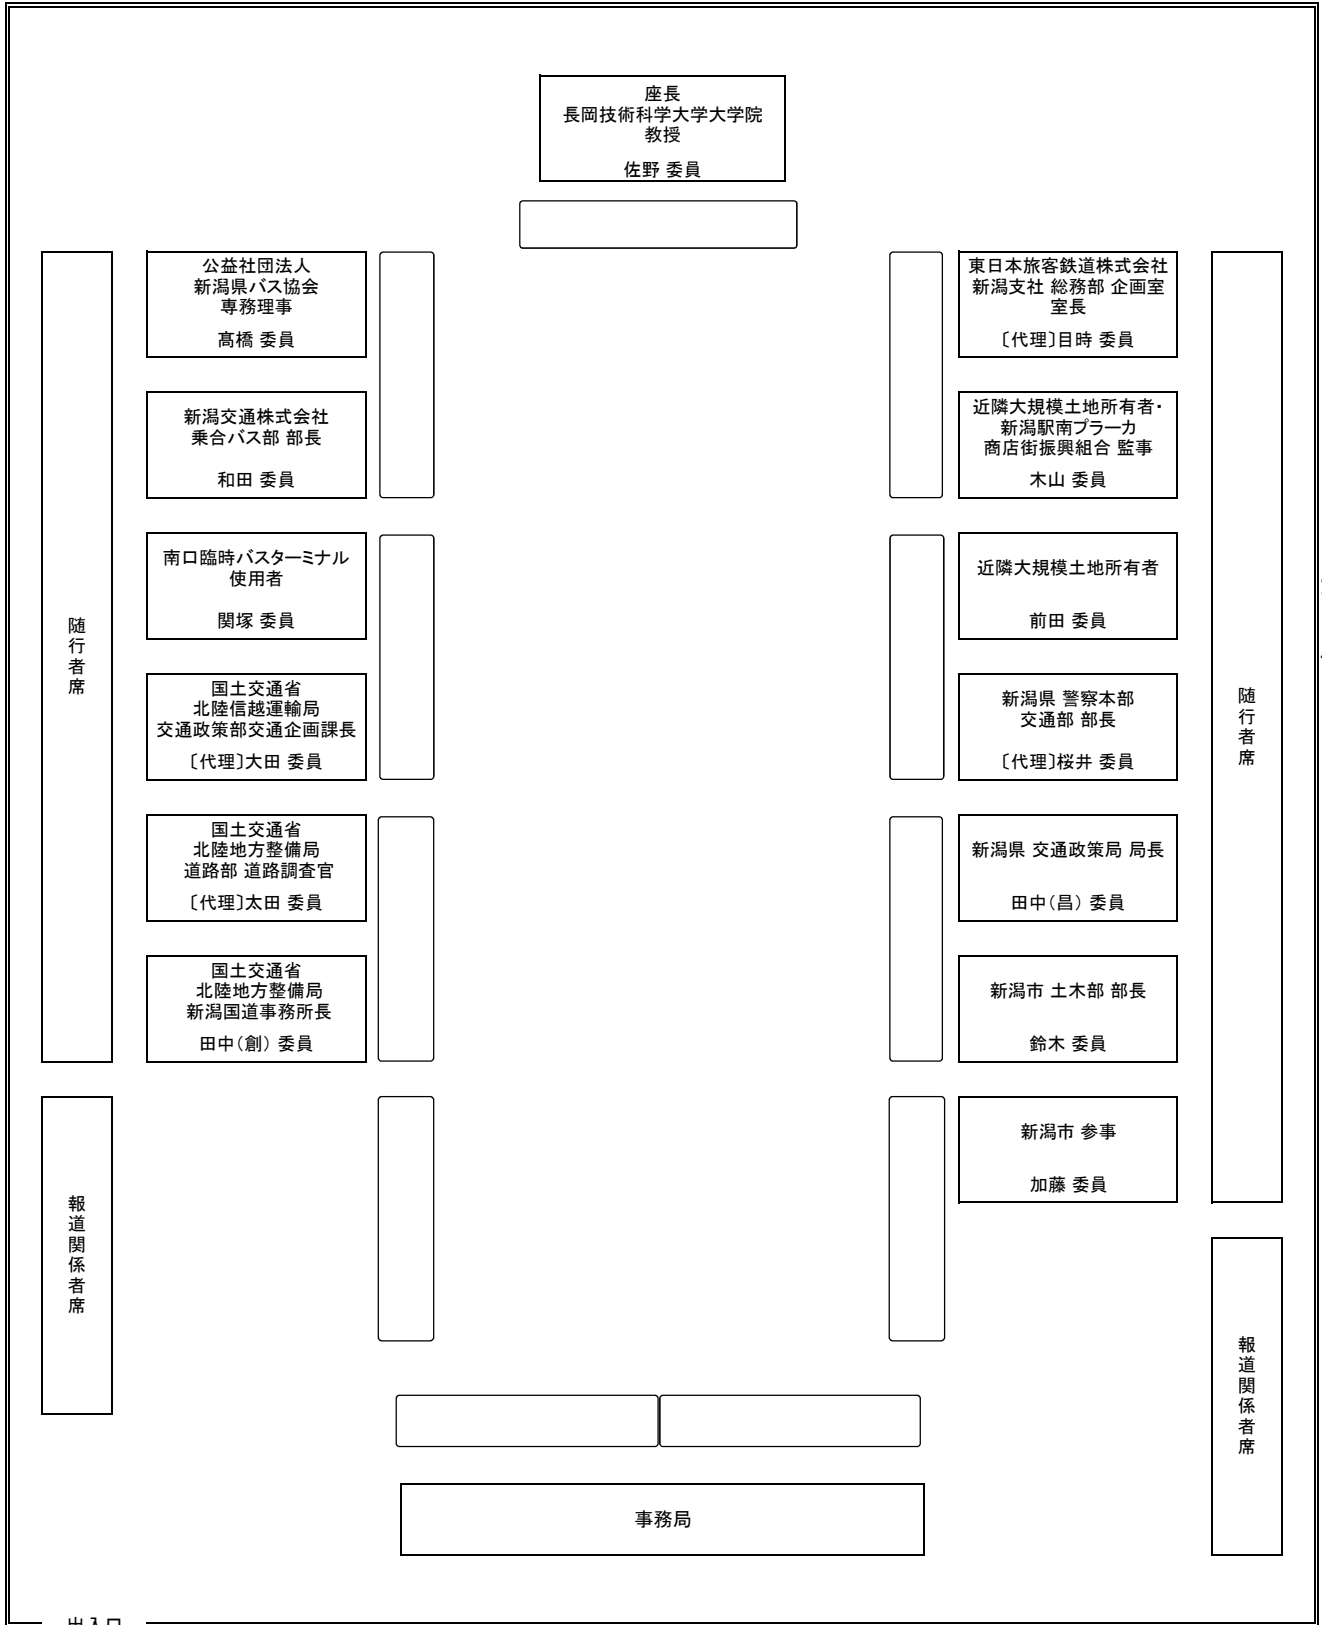 座長
長岡技術科学大学大学院
教授
佐野 委員
公益社団法人
新潟県バス協会
専務理事
髙橋 委員
新潟交通株式会社
乗合バス部 部長
和田 委員
南口臨時バスターミナル
使用者
関塚 委員
国土交通省
北陸信越運輸局
交通政策部交通企画課長
〔代理〕大田 委員
国土交通省
北陸地方整備局
道路部 道路調査官
〔代理〕太田 委員
国土交通省
北陸地方整備局
新潟国道事務所長
田中（創） 委員
東日本旅客鉄道株式会社
新潟支社 総務部 企画室
室長
〔代理〕目時 委員
近隣大規模土地所有者・
新潟駅南プラーカ
商店街振興組合 監事
木山 委員
近隣大規模土地所有者
前田 委員
新潟県 警察本部
交通部 部長
〔代理〕桜井 委員
新潟県 交通政策局 局長
田中（昌） 委員
新潟市 土木部 部長
鈴木 委員
新潟市 参事
加藤 委員
随行者席
報道関係者席
随行者席
報道関係者席
事務局
出入口